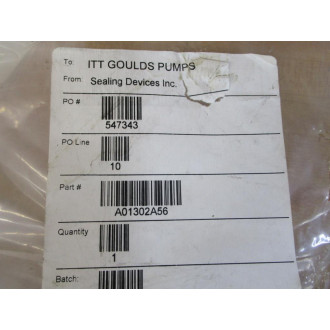 To: ITT GOULDS PUMPS
From Sealing Devices Inc.
PO #
547343
PO Line
10
Part #
A01302A56
Quantity
1
Batch: